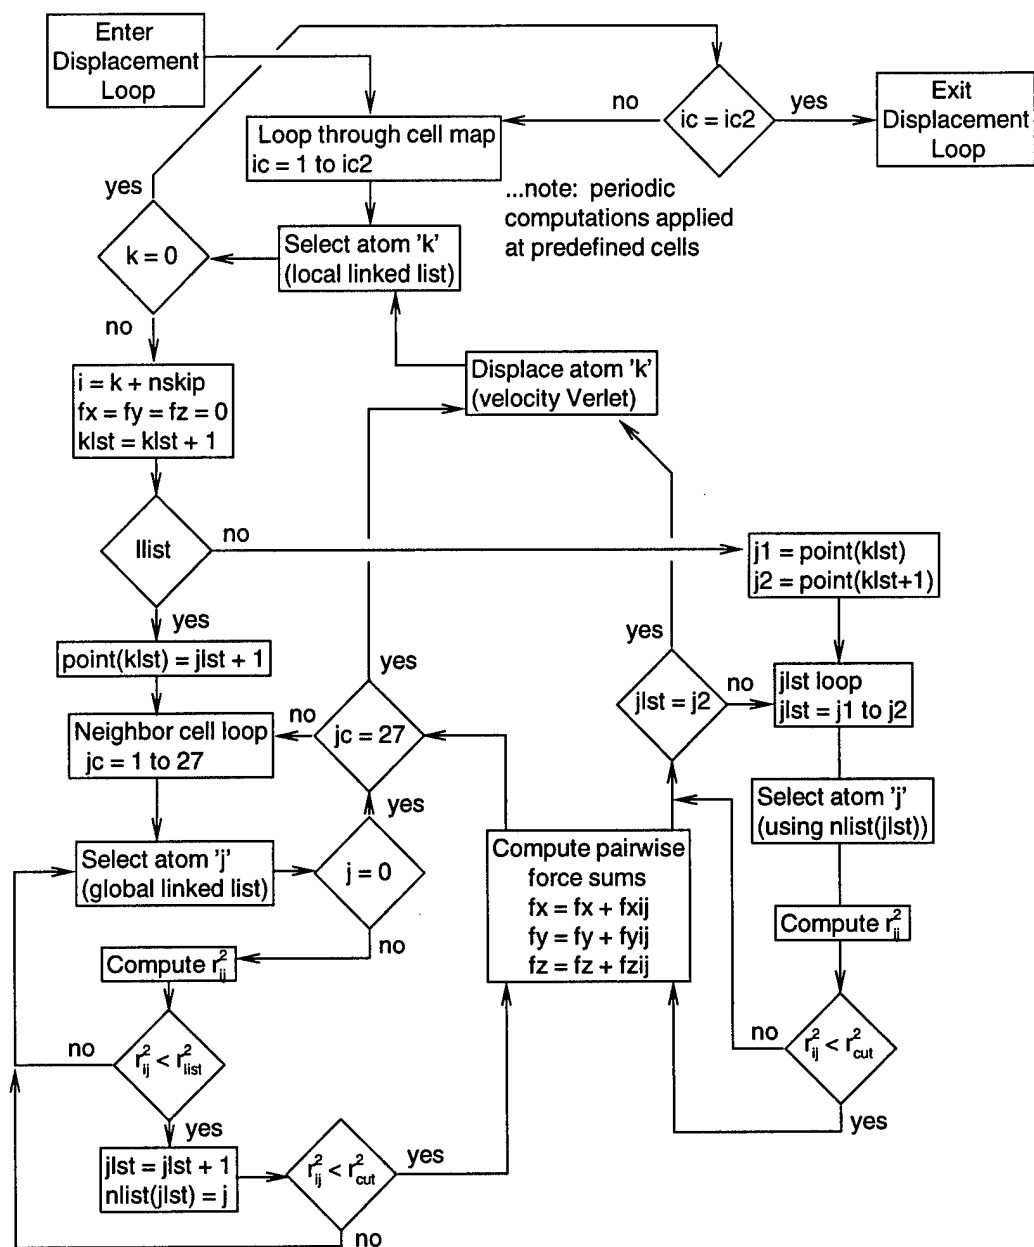 Enter
Displacement
Loop
no
ic = ic2
yes
Exit
Displacement
Loop
Loop through cell map
ic = 1 to ic2
yes
...note: periodic
computations applied
at predefined cells
k = 0
Select atom 'k'
(local linked list)
no
i = k + nskip
fx = fy = fz = 0
klst = klst + 1
Displace atom 'k'
(velocity Verlet)
llist
no
j1 = point(klst)
j2 = point(klst+1)
yes
point(klst) = jlst + 1
yes
yes
jlst = j2
no
jlst loop
jlst = j1 to j2
Neighbor cell loop
jc = 1 to 27
no
jc = 27
yes
Select atom 'j'
(using nlist(jlst))
Select atom 'j'
(global linked list)
j = 0
no
Compute pairwise
force sums
fx = fx + fxij
fy = fy + fyij
fz = fz + fzij
Compute r²ij
Compute r²ij
no
r²ij < r²list
no
r²ij < r²cut
yes
yes
jlst = jlst + 1
nlist(jlst) = j
r²ij < r²cut
yes
no